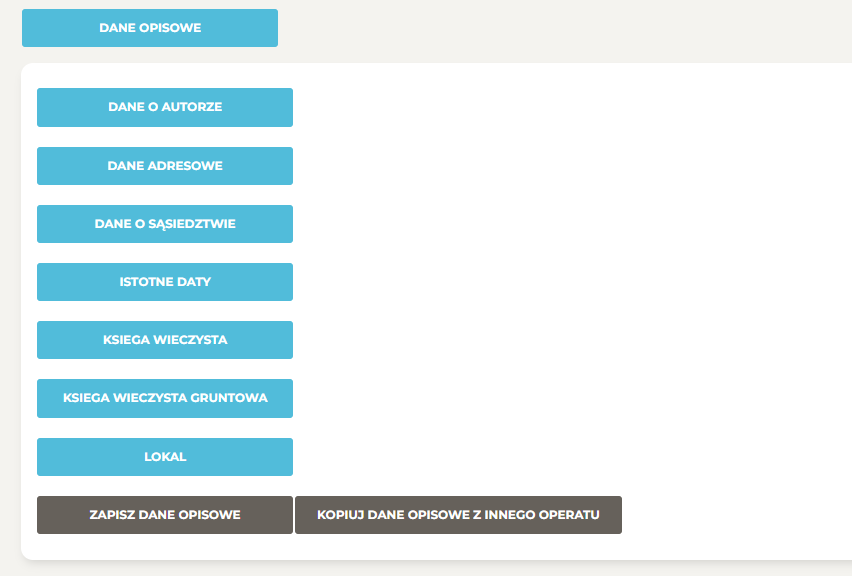 DANE OPISOWE
DANE O AUTORZE
DANE ADRESOWE
DANE O SĄSIEDZTWIE
ISTOTNE DATY
KSIEGA WIECZYSTA
KSIEGA WIECZYSTA GRUNTOWA
LOKAL
ZAPISZ DANE OPISOWE KOPIUJ DANE OPISOWE Z INNEGO OPERATU